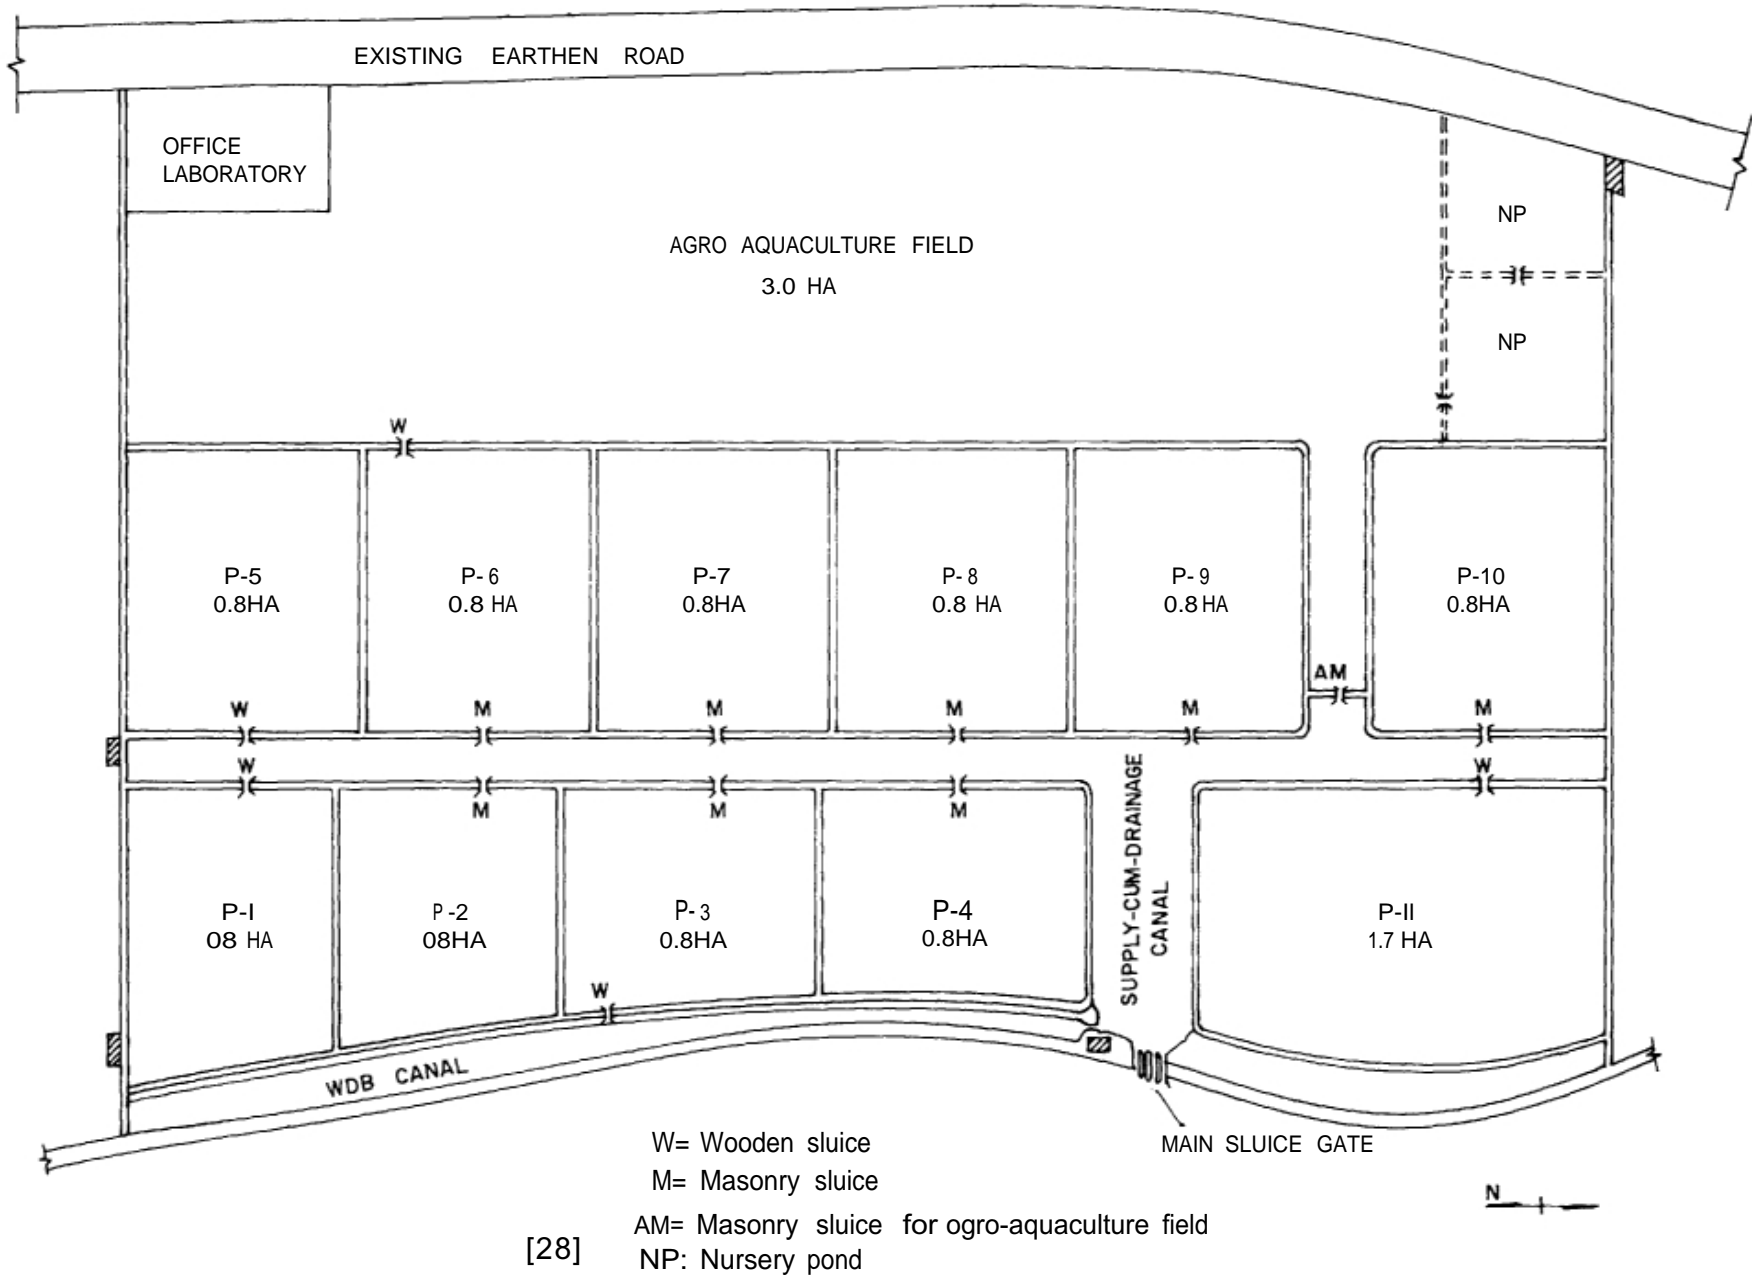 EXISTING EARTHEN ROAD
OFFICE
LABORATORY
NP
AGRO AQUACULTURE FIELD
3.0 HA
NP
W
P-5
0.8HA
P-6
0.8 HA
P-7
0.8HA
P-8
0.8 HA
P-9
0.8 HA
P-10
0.8HA
AM
W
M
M
M
M
M
W
M
M
M
W
SUPPLY-CUM-DRAINAGE
CANAL
P-I
08 HA
P-2
08HA
P-3
0.8HA
P-4
0.8HA
P-II
1.7 HA
W
WDB CANAL
MAIN SLUICE GATE
W= Wooden sluice
M= Masonry sluice
AM= Masonry sluice for ogro-aquaculture field
NP: Nursery pond
[28]
N